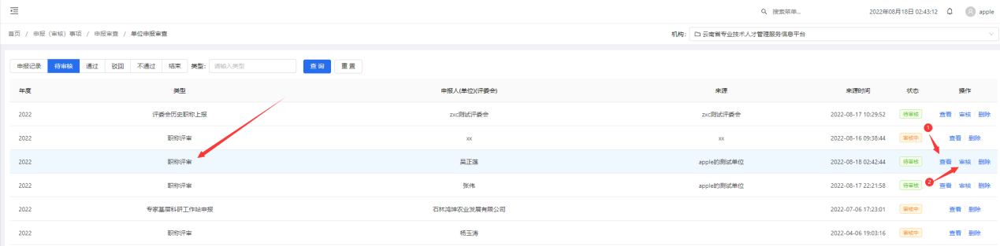 搜索菜单... 2022年08月18日 02:43:12 apple
首页 / 申报（审核）事项 / 申报审查 / 单位申报审查 机构： 云南省专业技术人才管理服务信息平台
申报记录 待审核 通过 驳回 不通过 结束 类型： 请输入类型 查 询 重 置
年度 类型 申报人(单位)(评委会) 来源 来源时间 状态 操作
2022 评委会历史职称上报 zxc测试评委会 zxc测试评委会 2022-08-17 10:29:52 待审核 查看 审核 删除
1
2022 职称评审 xx xx 2022-08-16 09:38:44 审核中 查看 删除
2022 职称评审 吴正莲 apple的测试单位 2022-08-18 02:42:44 待审核 查看 审核 删除
2
2022 职称评审 张伟 apple的测试单位 2022-08-17 22:21:58 待审核 查看 审核 删除
2022 专家基层科研工作站申报 石林鸿坤农业发展有限公司 2022-07-06 17:23:01 审核中 查看 删除
2022 职称评审 杨玉涛 2022-04-06 19:03:16 审核中 查看 删除